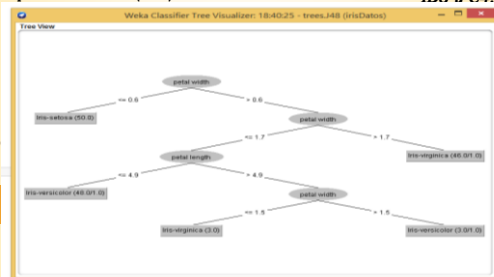 Weka Classifier Tree Visualizer: 18:40:25 - trees.J48 (irisDatos)
Tree View
petal width
<= 0.6
> 0.6
Iris-setosa (50.0)
petal width
<= 1.7
> 1.7
petal length
Iris-virginica (46.0/1.0)
<= 4.9
> 4.9
Iris-versicolor (48.0/1.0)
petal width
<= 1.5
> 1.5
Iris-virginica (3.0)
Iris-versicolor (3.0/1.0)